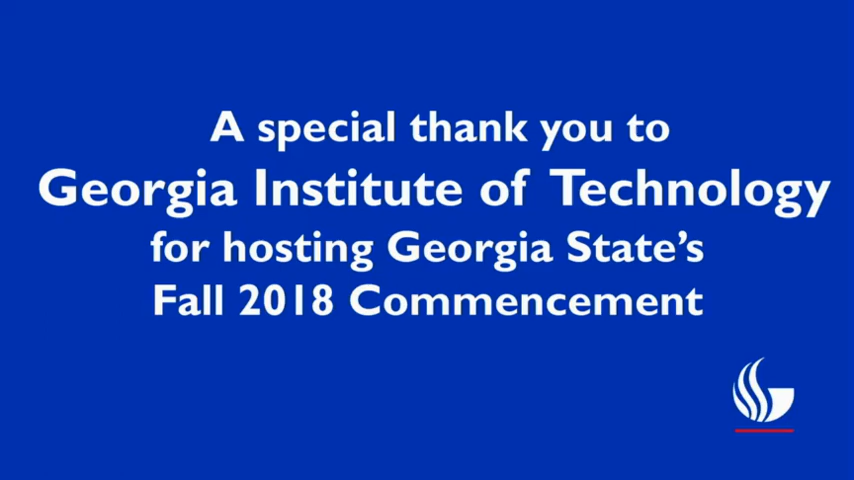 A special thank you to
Georgia Institute of Technology
for hosting Georgia State’s
Fall 2018 Commencement